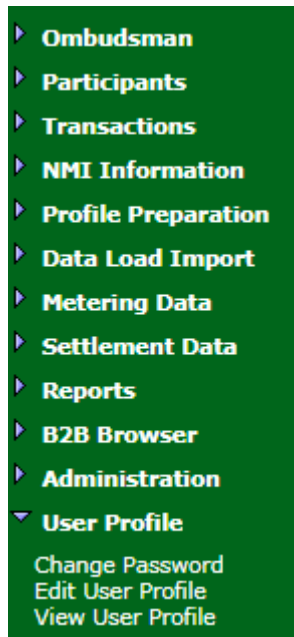 Ombudsman
Participants
Transactions
NMI Information
Profile Preparation
Data Load Import
Metering Data
Settlement Data
Reports
B2B Browser
Administration
User Profile
Change Password
Edit User Profile
View User Profile